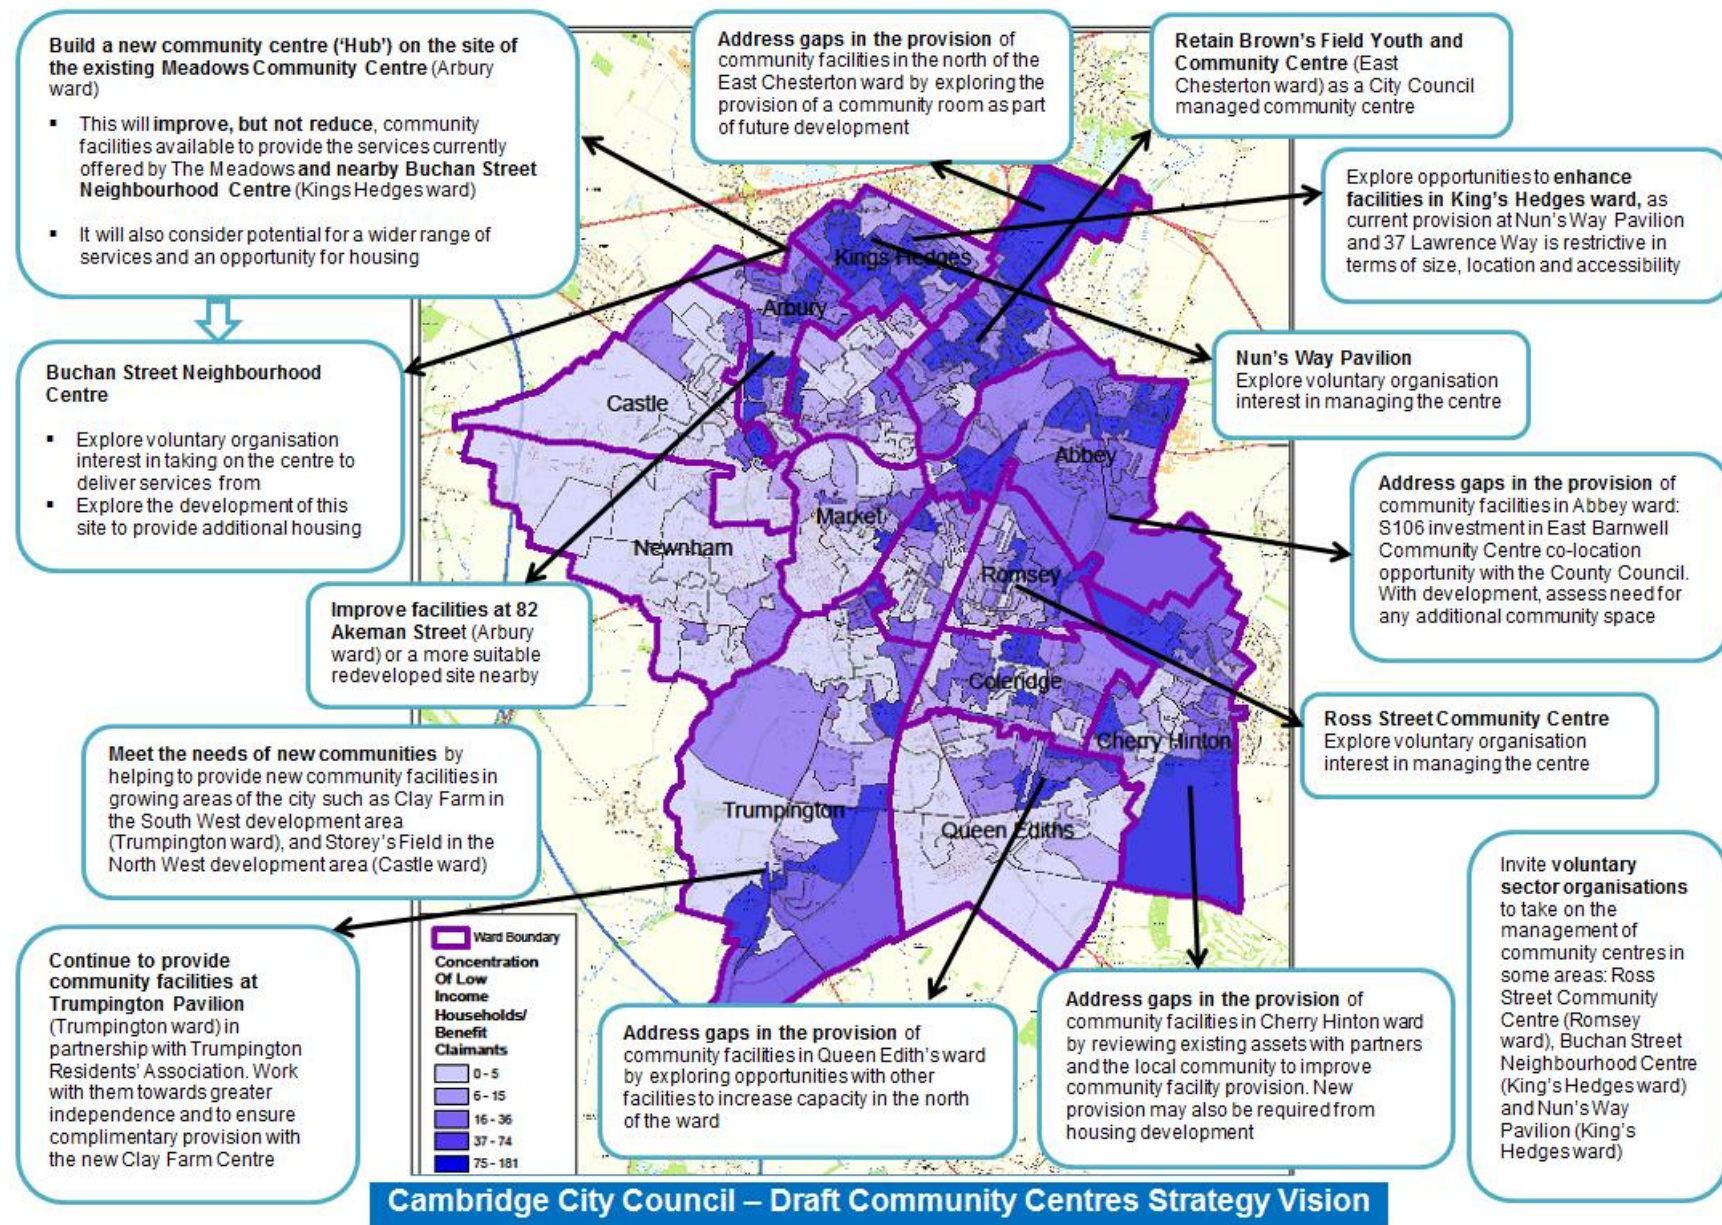 Build a new community centre (‘Hub’) on the site of
the existing Meadows Community Centre (Arbury
ward)
▪ This will improve, but not reduce, community
facilities available to provide the services currently
offered by The Meadows and nearby Buchan Street
Neighbourhood Centre (Kings Hedges ward)
▪ It will also consider potential for a wider range of
services and an opportunity for housing
Address gaps in the provision of
community facilities in the north of the
East Chesterton ward by exploring the
provision of a community room as part
of future development
Retain Brown’s Field Youth and
Community Centre (East
Chesterton ward) as a City Council
managed community centre
Explore opportunities to enhance
facilities in King’s Hedges ward, as
current provision at Nun’s Way Pavilion
and 37 Lawrence Way is restrictive in
terms of size, location and accessibility
Buchan Street Neighbourhood
Centre
▪ Explore voluntary organisation
interest in taking on the centre to
deliver services from
▪ Explore the development of this
site to provide additional housing
Nun’s Way Pavilion
Explore voluntary organisation
interest in managing the centre
Address gaps in the provision of
community facilities in Abbey ward:
S106 investment in East Barnwell
Community Centre co-location
opportunity with the County Council.
With development, assess need for
any additional community space
Improve facilities at 82
Akeman Street (Arbury
ward) or a more suitable
redeveloped site nearby
Ross Street Community Centre
Explore voluntary organisation
interest in managing the centre
Meet the needs of new communities by
helping to provide new community facilities in
growing areas of the city such as Clay Farm in
the South West development area
(Trumpington ward), and Storey’s Field in the
North West development area (Castle ward)
Continue to provide
community facilities at
Trumpington Pavilion
(Trumpington ward) in
partnership with Trumpington
Residents’ Association. Work
with them towards greater
independence and to ensure
complimentary provision with
the new Clay Farm Centre
Address gaps in the provision of
community facilities in Queen Edith’s ward
by exploring opportunities with other
facilities to increase capacity in the north
of the ward
Address gaps in the provision of
community facilities in Cherry Hinton ward
by reviewing existing assets with partners
and the local community to improve
community facility provision. New
provision may also be required from
housing development
Invite voluntary
sector organisations
to take on the
management of
community centres in
some areas: Ross
Street Community
Centre (Romsey
ward), Buchan Street
Neighbourhood Centre
(King’s Hedges ward)
and Nun’s Way
Pavilion (King’s
Hedges ward)
Kings Hedges
Arbury
Castle
Abbey
Market
Newnham
Romsey
Coleridge
Cherry Hinton
Trumpington
Queen Ediths
Ward Boundary
Concentration
Of Low
Income
Households/
Benefit
Claimants
0 - 5
6 - 15
16 - 36
37 - 74
75 - 181
Cambridge City Council – Draft Community Centres Strategy Vision